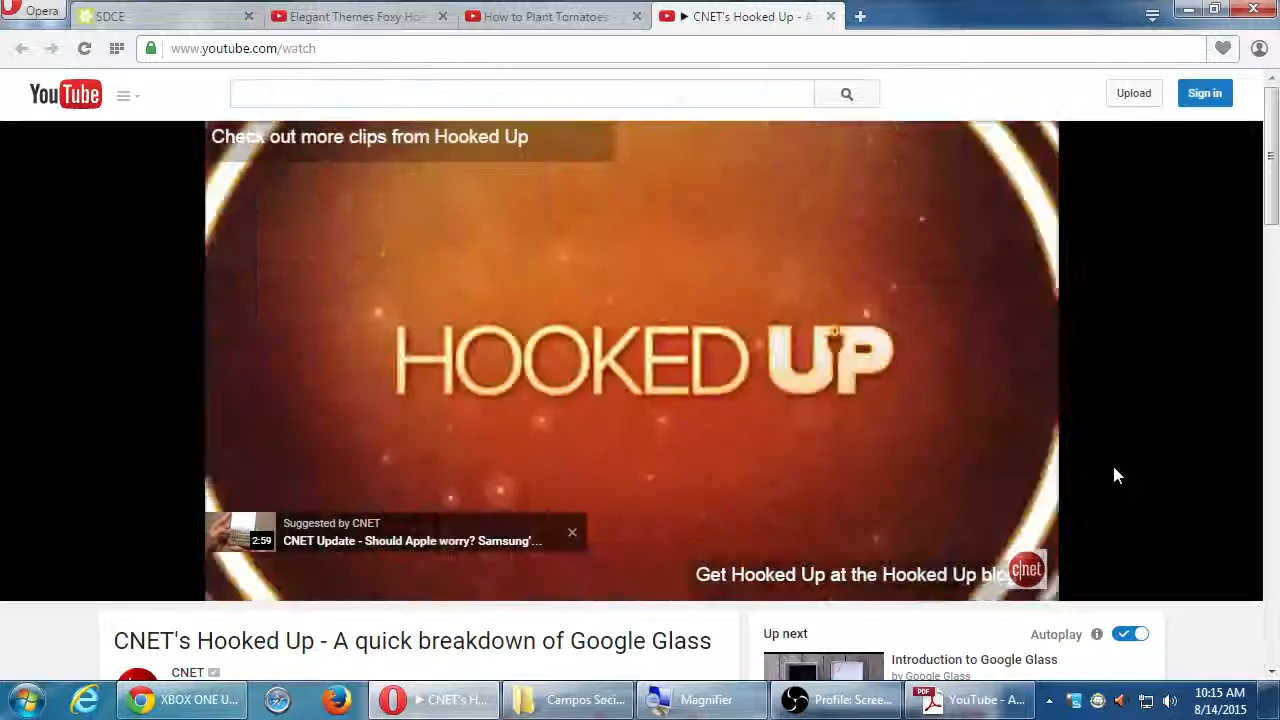 Opera
SDCE
Elegant Themes Foxy Ho
How to Plant Tomatoes -
CNET's Hooked Up - A
www.youtube.com/watch
YouTube
Upload
Sign in
Check out more clips from Hooked Up
HOOKED UP
Suggested by CNET
2:59
CNET Update - Should Apple worry? Samsung'...
Get Hooked Up at the Hooked Up
c|net
CNET's Hooked Up - A quick breakdown of Google Glass
CNET
Up next
Autoplay
Introduction to Google Glass
by Google Glass
XBOX ONE U...
CNET's H...
Campos Soci...
Magnifier
Profile: Scree...
PDF
YouTube - A...
10:15 AM
8/14/2015